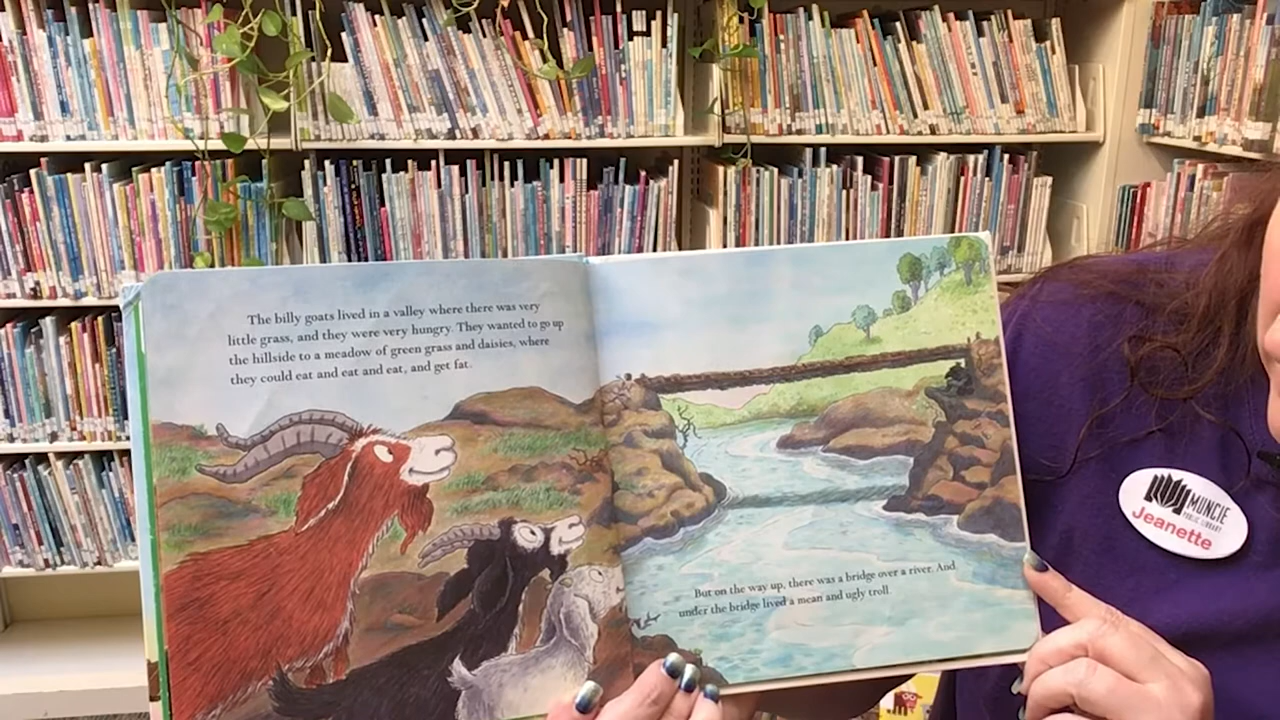 The billy goats lived in a valley where there was very
little grass, and they were very hungry. They wanted to go up
the hillside to a meadow of green grass and daisies, where
they could eat and eat and eat, and get fat.
But on the way up, there was a bridge over a river. And
under the bridge lived a mean and ugly troll.
MUNCIE
PUBLIC LIBRARY
Jeanette